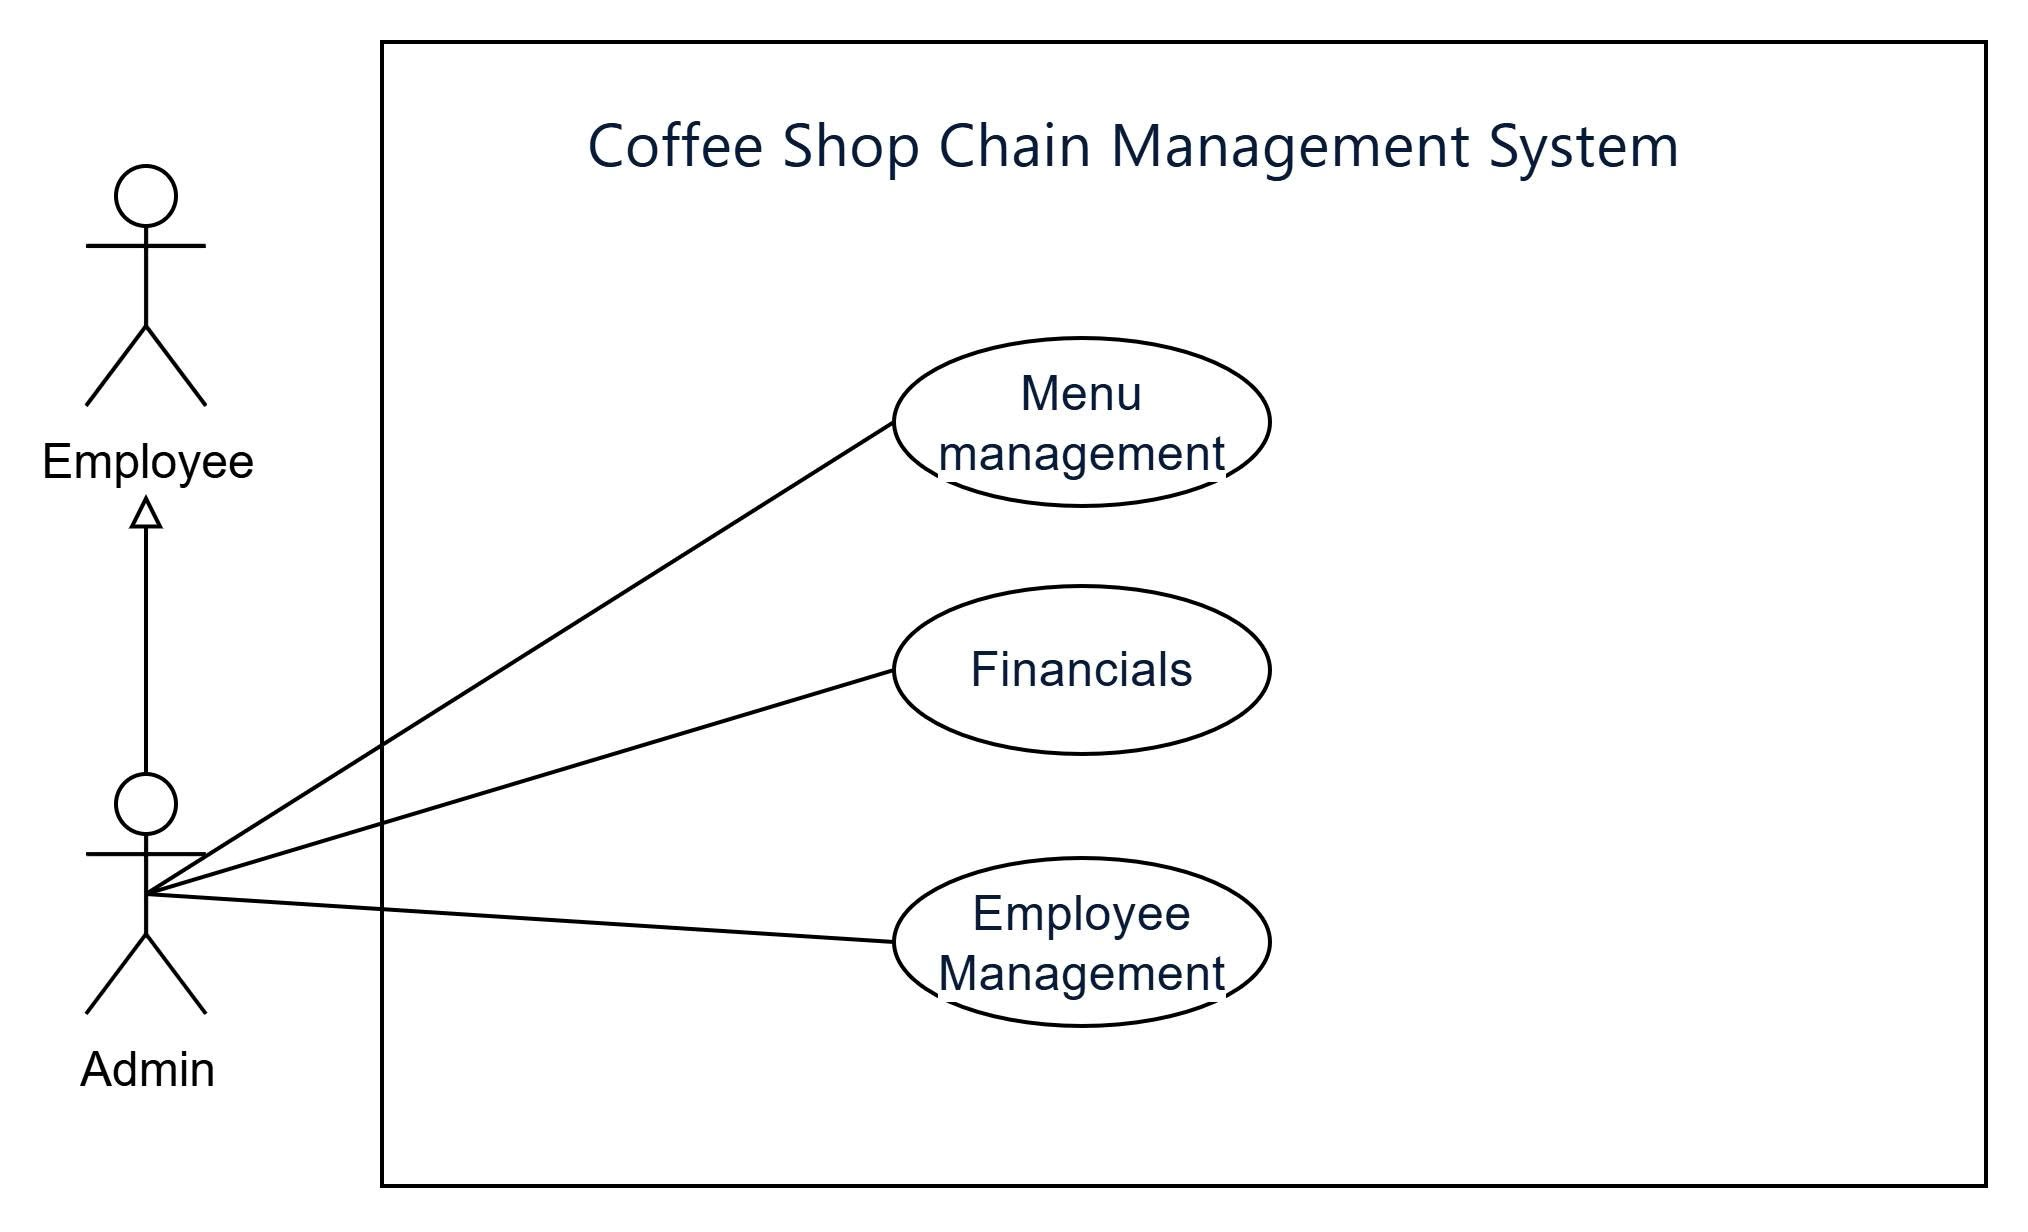 Coffee Shop Chain Management System
Employee
Menu
management
Financials
Employee
Management
Admin